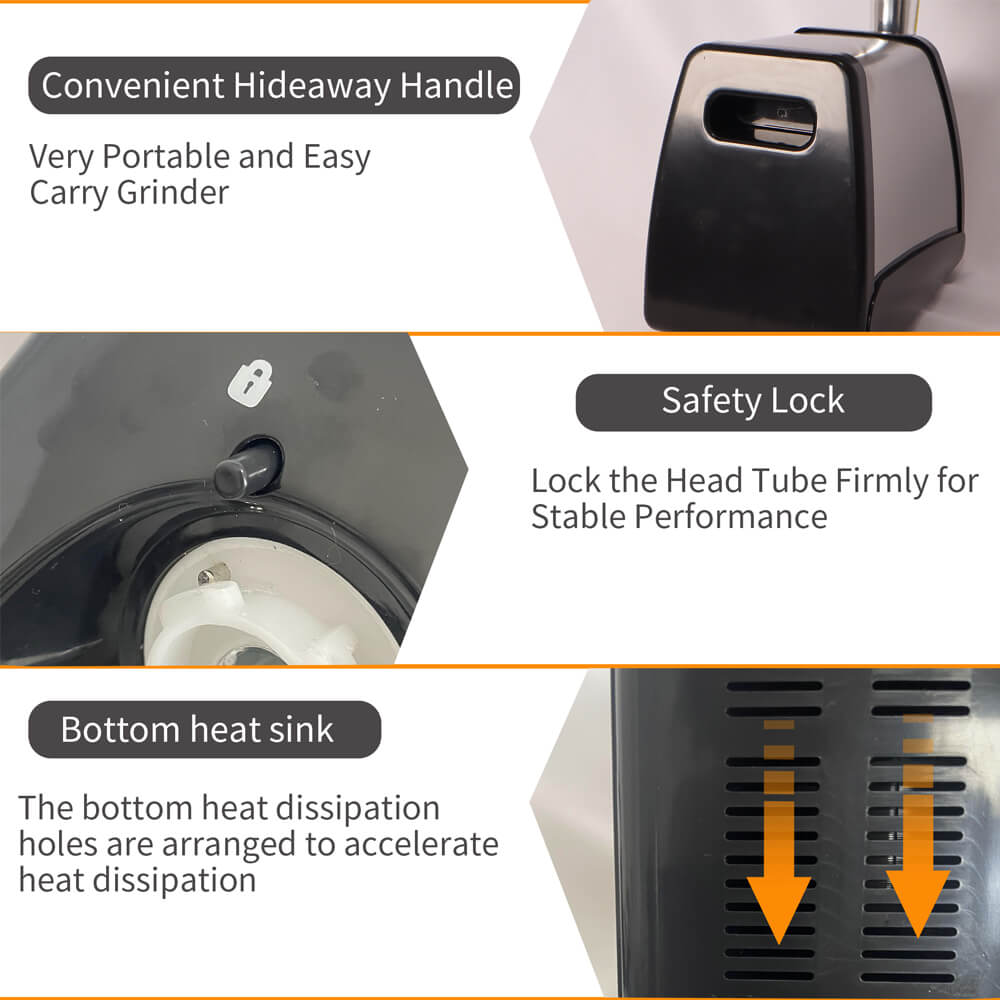 Convenient Hideaway Handle
Very Portable and Easy
Carry Grinder
Safety Lock
Lock the Head Tube Firmly for
Stable Performance
Bottom heat sink
The bottom heat dissipation
holes are arranged to accelerate
heat dissipation